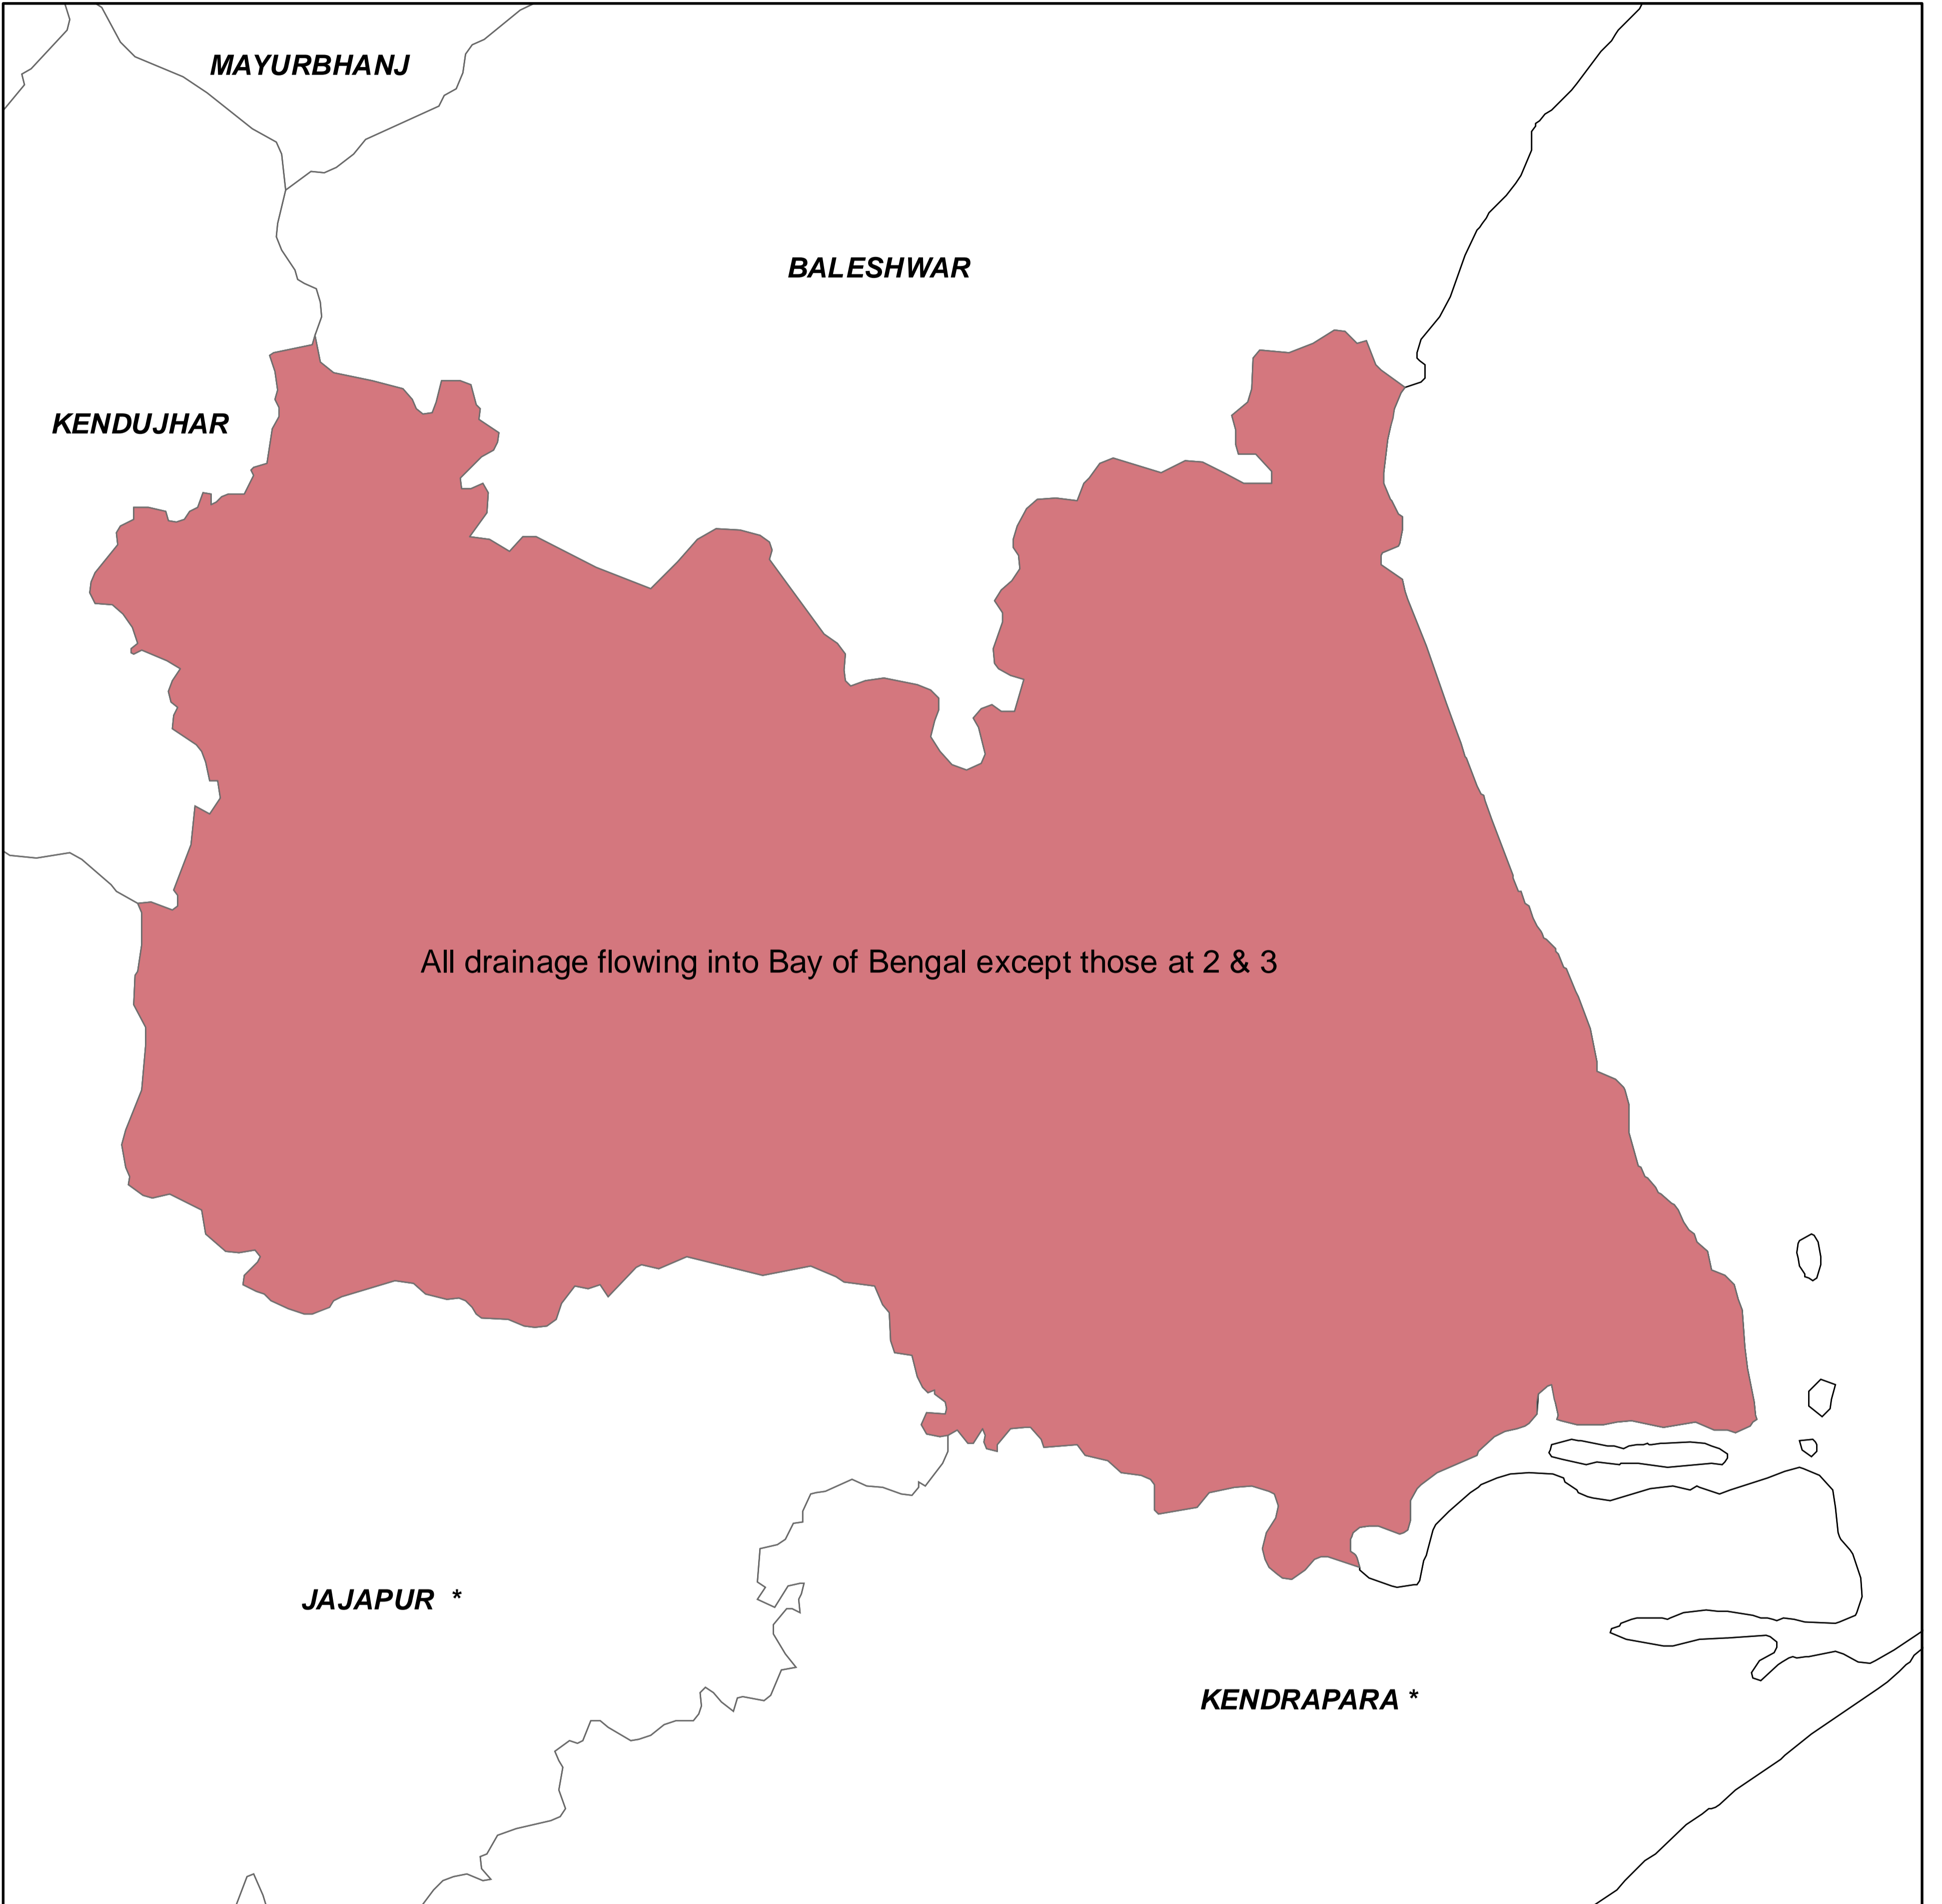 MAYURBHANJ
BALESHWAR
KENDUJHAR
All drainage flowing into Bay of Bengal except those at 2 & 3
JAJAPUR *
KENDRAPARA *